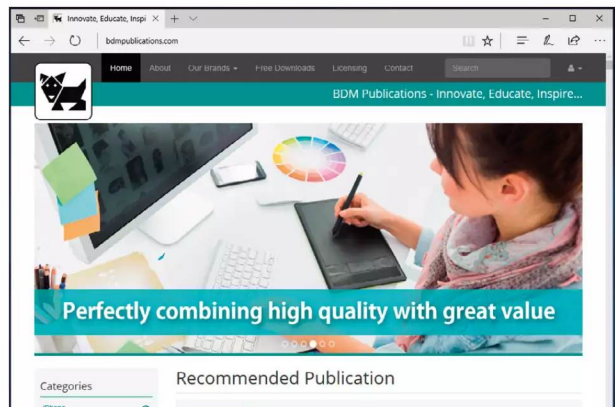 Innovate, Educate, Inspi
bdmpublications.com
Home About Our Brands Free Downloads Licensing Contact Search
BDM Publications - Innovate, Educate, Inspire...
Perfectly combining high quality with great value
Categories
Recommended Publication